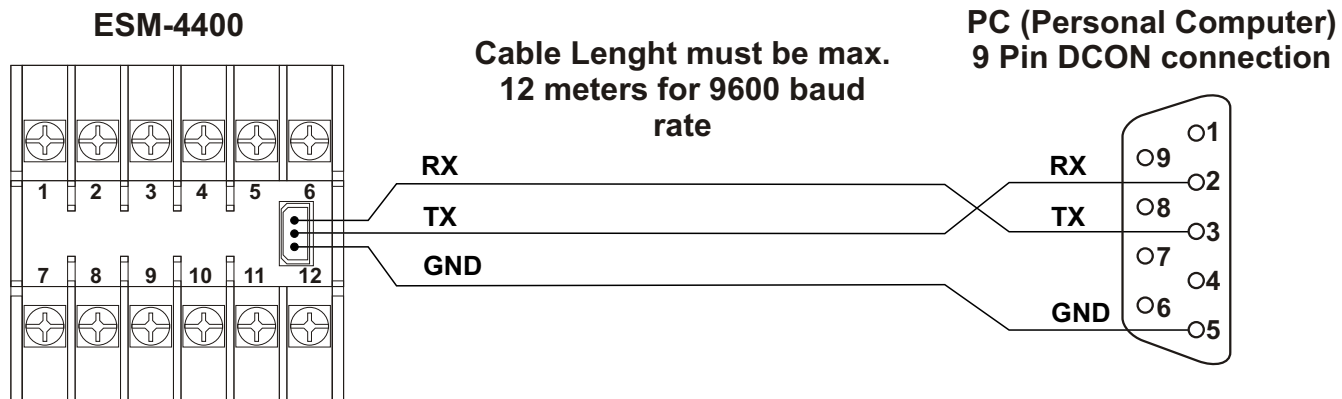 ESM-4400
Cable Lenght must be max.
12 meters for 9600 baud
rate
PC (Personal Computer)
9 Pin DCON connection
1 2 3 4 5 6
7 8 9 10 11 12
RX
TX
GND
RX
TX
GND
1
9
2
8
3
7
4
6
5